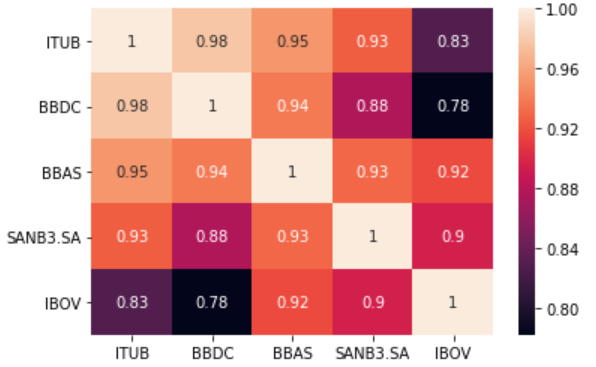 1.00
ITUB 1 0.98 0.95 0.93 0.83
0.96
BBDC 0.98 1 0.94 0.88 0.78
0.92
BBAS 0.95 0.94 1 0.93 0.92
0.88
SANB3.SA 0.93 0.88 0.93 1 0.9
0.84
IBOV 0.83 0.78 0.92 0.9 1
0.80
ITUB BBDC BBAS SANB3.SA IBOV